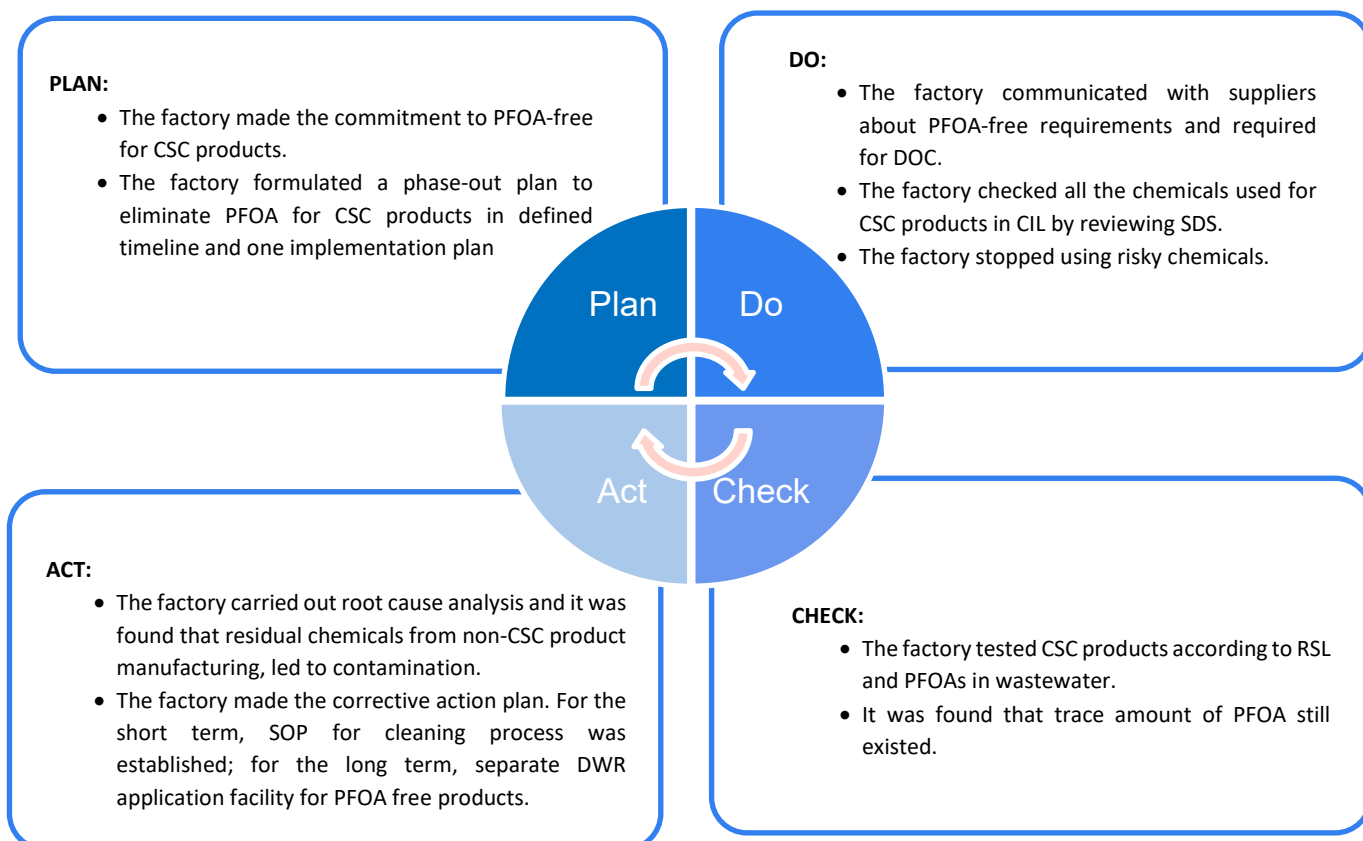 PLAN:
• The factory made the commitment to PFOA-free
for CSC products.
• The factory formulated a phase-out plan to
eliminate PFOA for CSC products in defined
timeline and one implementation plan
DO:
• The factory communicated with suppliers
about PFOA-free requirements and required
for DOC.
• The factory checked all the chemicals used for
CSC products in CIL by reviewing SDS.
• The factory stopped using risky chemicals.
Plan
Do
Act
Check
ACT:
• The factory carried out root cause analysis and it was
found that residual chemicals from non-CSC product
manufacturing, led to contamination.
• The factory made the corrective action plan. For the
short term, SOP for cleaning process was
established; for the long term, separate DWR
application facility for PFOA free products.
CHECK:
• The factory tested CSC products according to RSL
and PFOAs in wastewater.
• It was found that trace amount of PFOA still
existed.